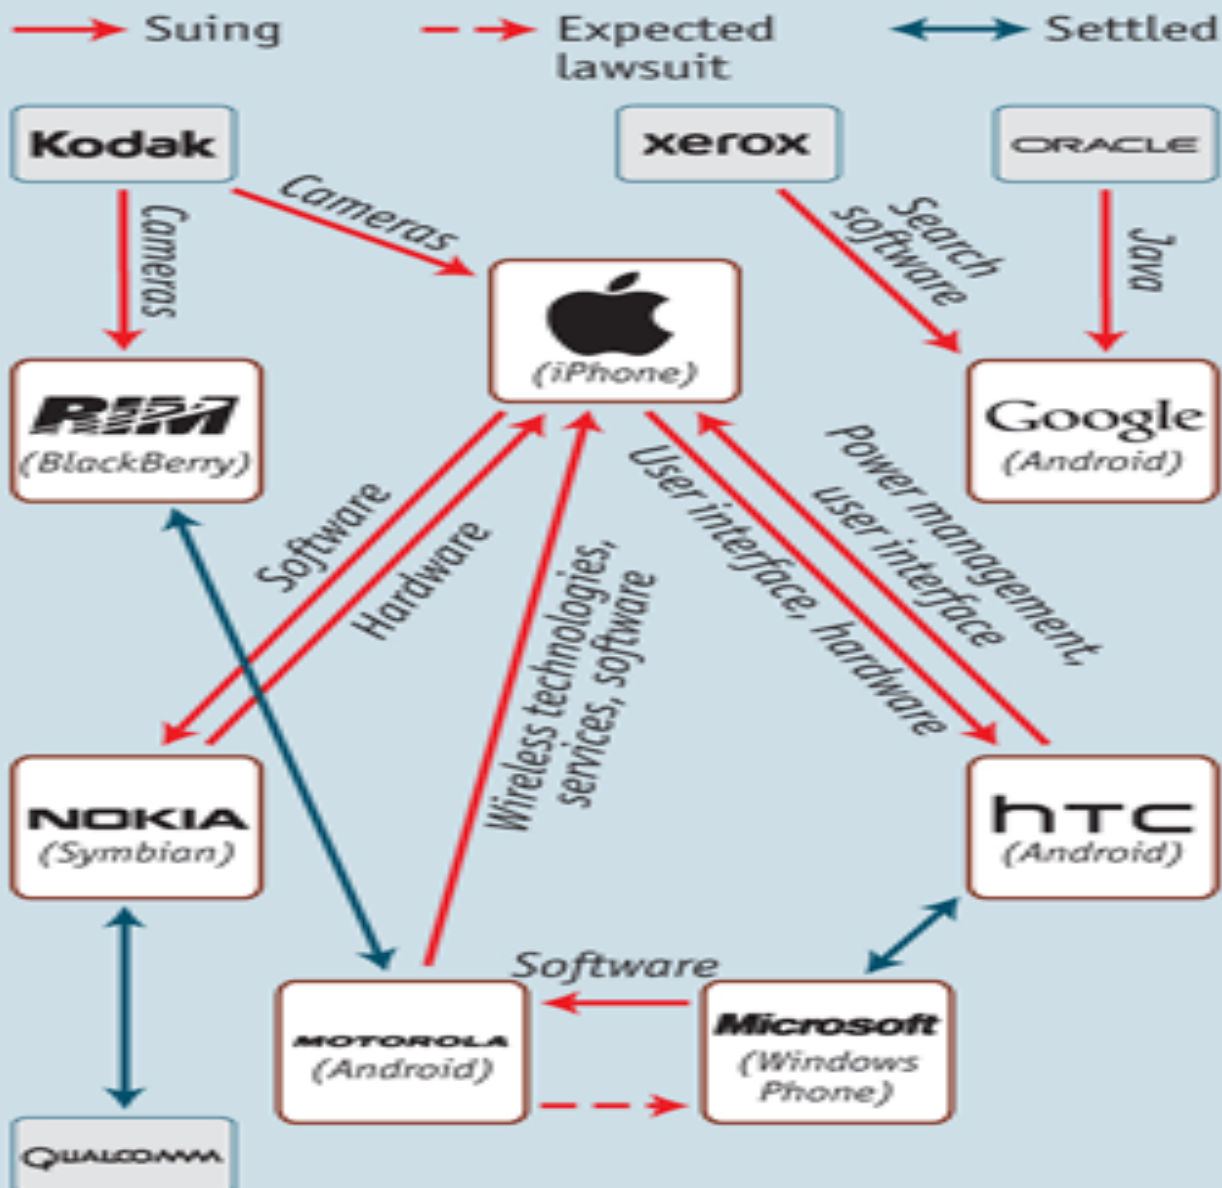 Suing
Expected
lawsuit
Settled
Kodak
xerox
ORACLE
Cameras
Cameras
Search
software
Java
(iPhone)
RIM
(BlackBerry)
Google
(Android)
Software
Hardware
Wireless technologies,
services, software
User interface, hardware
Power management,
user interface
NOKIA
(Symbian)
hTC
(Android)
Software
MOTOROLA
(Android)
Microsoft
(Windows
Phone)
QUALCOMM